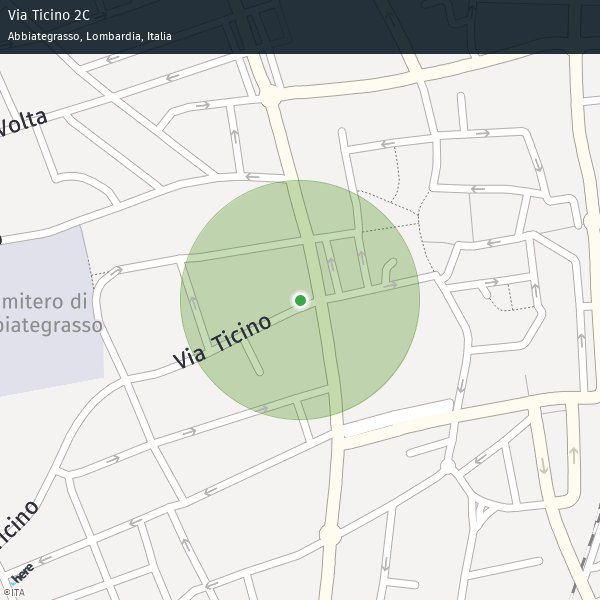 Via Ticino 2C
Abbiategrasso, Lombardia, Italia
Volta
mitero di
biategrasso
Via Ticino
icino
here
©ITA